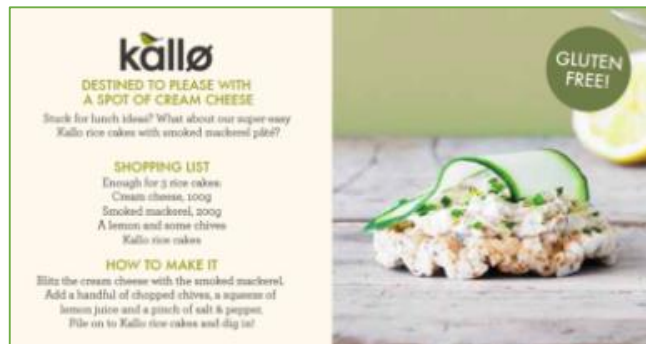 kallø
DESTINED TO PLEASE WITH
A SPOT OF CREAM CHEESE
Stuck for lunch ideas? What about our super-easy
Kallo rice cakes with smoked mackerel pâté?
SHOPPING LIST
Enough for 5 rice cakes:
Cream cheese, 100g
Smoked mackerel, 200g
A lemon and some chives
Kallo rice cakes
HOW TO MAKE IT
Blitz the cream cheese with the smoked mackerel.
Add a handful of chopped chives, a squeeze of
lemon juice and a pinch of salt & pepper.
Pile on to Kallo rice cakes and dig in!
GLUTEN
FREE!